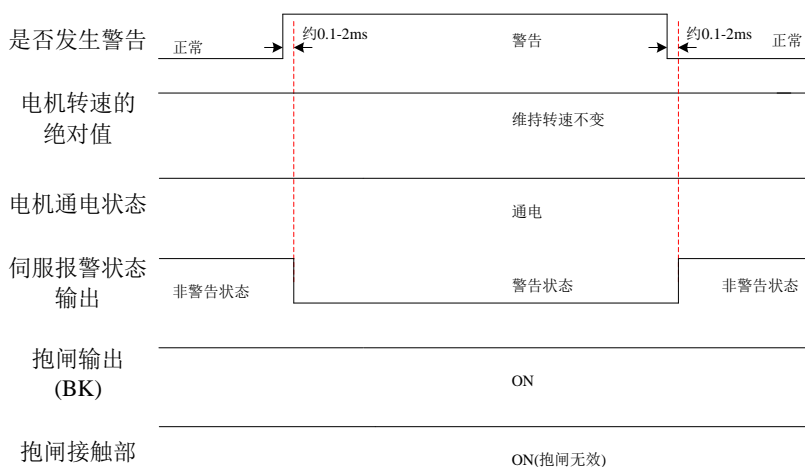 是否发生警告
正常
约0.1-2ms
警告
约0.1-2ms
正常
电机转速的
绝对值
维持转速不变
电机通电状态
通电
伺服报警状态
输出
非警告状态
警告状态
非警告状态
抱闸输出
(BK)
ON
抱闸接触部
ON(抱闸无效)